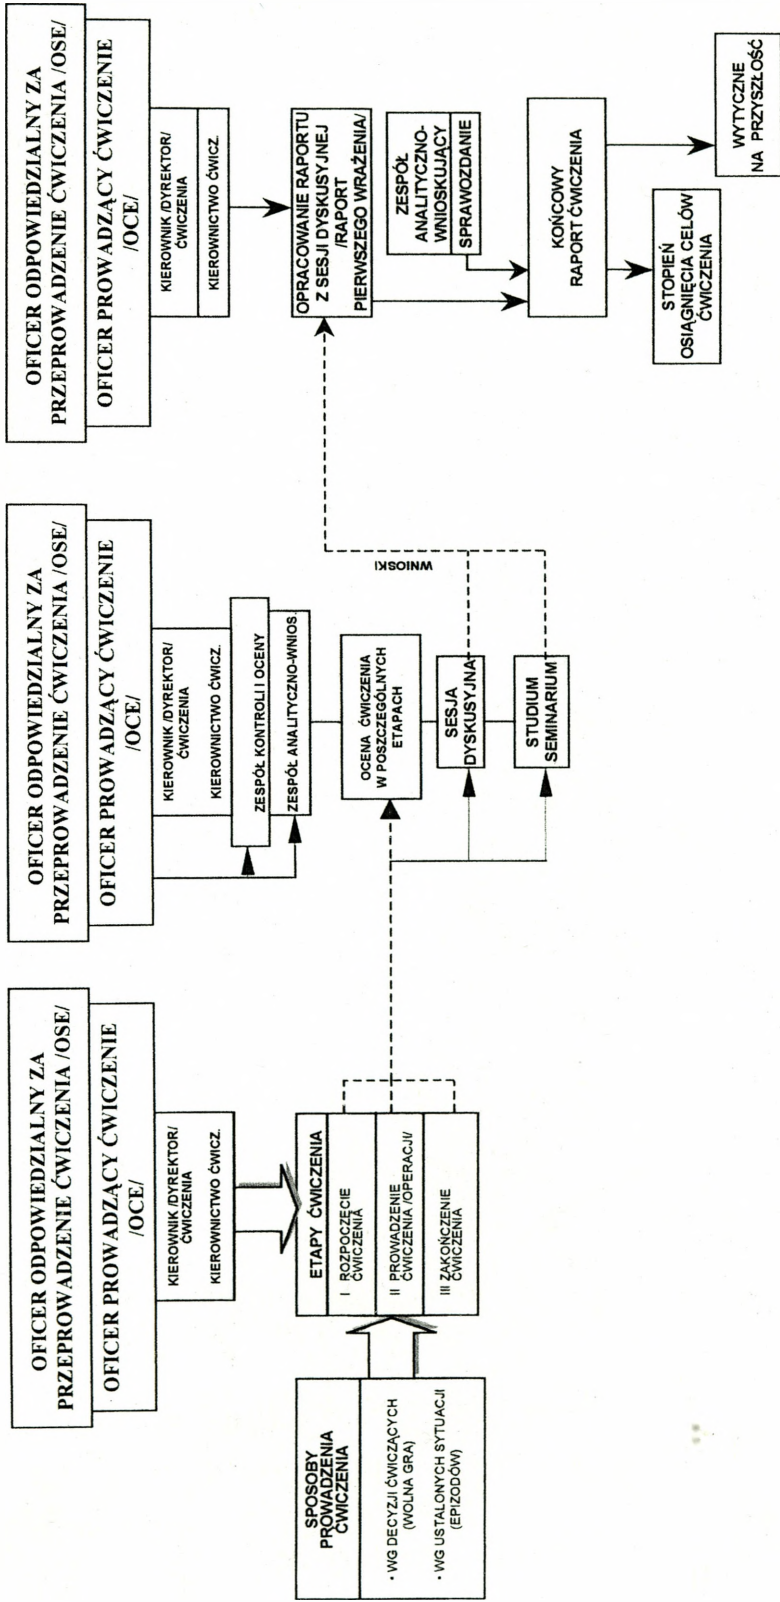 OFICER ODPOWIEDZIALNY ZA
PRZEPROWADZENIE ĆWICZENIA /OSE/
OFICER PROWADZĄCY ĆWICZENIE
/OCE/
KIEROWNIK /DYREKTOR/
ĆWICZENIA
KIEROWNICTWO ĆWICZ.
SPOSOBY
PROWADZENIA
ĆWICZENIA
• WG DECYZJI ĆWICZĄCYCH
(WOLNA GRA)
• WG USTALONYCH SYTUACJI
(EPIZODÓW)
ETAPY ĆWICZENIA
I ROZPOCZĘCIE
ĆWICZENIA
II PROWADZENIE
ĆWICZENIA /OPERACJI/
III ZAKOŃCZENIE
ĆWICZENIA
OFICER ODPOWIEDZIALNY ZA
PRZEPROWADZENIE ĆWICZENIA /OSE/
OFICER PROWADZĄCY ĆWICZENIE
/OCE/
KIEROWNIK /DYREKTOR/
ĆWICZENIA
KIEROWNICTWO ĆWICZ.
ZESPÓŁ KONTROLI I OCENY
ZESPÓŁ ANALITYCZNO-WNIOS.
OCENA ĆWICZENIA
W POSZCZEGÓLNYCH
ETAPACH
SESJA
DYSKUSYJNA
STUDIUM
SEMINARIUM
WNIOSKI
OFICER ODPOWIEDZIALNY ZA
PRZEPROWADZENIE ĆWICZENIA /OSE/
OFICER PROWADZĄCY ĆWICZENIE
/OCE/
KIEROWNIK /DYREKTOR/
ĆWICZENIA
KIEROWNICTWO ĆWICZ.
OPRACOWANIE RAPORTU
Z SESJI DYSKUSYJNEJ
/RAPORT
PIERWSZEGO WRAŻENIA/
ZESPÓŁ
ANALITYCZNO-
WNIOSKUJĄCY
SPRAWOZDANIE
KOŃCOWY
RAPORT ĆWICZENIA
STOPIEŃ
OSIĄGNIĘCIA CELÓW
ĆWICZENIA
WYTYCZNE
NA PRZYSZŁOŚĆ